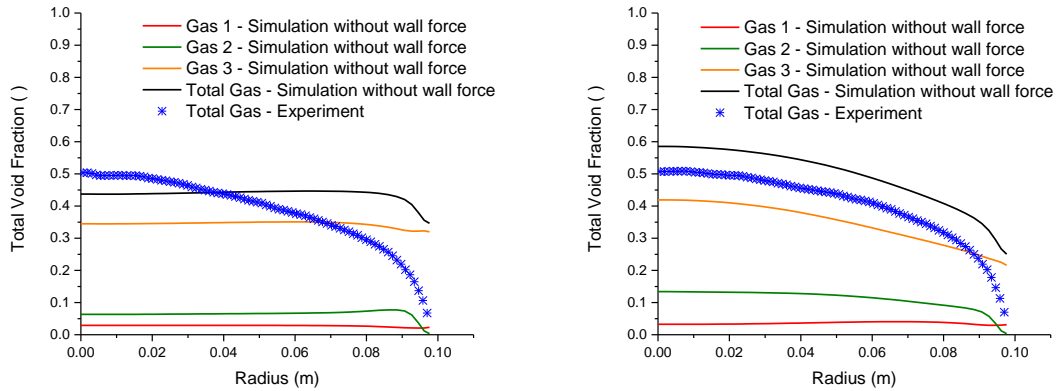 1.0
0.9
0.8
0.7
0.6
0.5
0.4
0.3
0.2
0.1
0.0
Total Void Fraction ( )
Gas 1 - Simulation without wall force
Gas 2 - Simulation without wall force
Gas 3 - Simulation without wall force
Total Gas - Simulation without wall force
Total Gas - Experiment
0.00 0.02 0.04 0.06 0.08 0.10
Radius (m)
1.0
0.9
0.8
0.7
0.6
0.5
0.4
0.3
0.2
0.1
0.0
Total Void Fraction ( )
Gas 1 - Simulation without wall force
Gas 2 - Simulation without wall force
Gas 3 - Simulation without wall force
Total Gas - Simulation without wall force
Total Gas - Experiment
0.00 0.02 0.04 0.06 0.08 0.10
Radius (m)